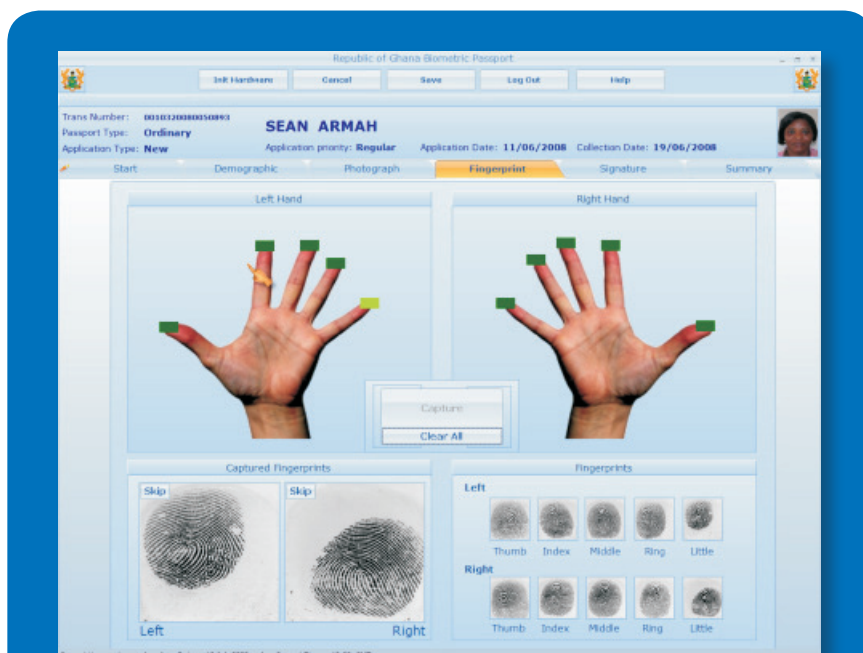 Republic of Ghana Biometric Passport
Init Hardware Cancel Save Log Out Help
Trans Number: 0010320080050893
Passport Type: Ordinary
SEAN ARMAH
Application Type: New Application priority: Regular Application Date: 11/06/2008 Collection Date: 19/06/2008
Start Demographic Photograph Fingerprint Signature Summary
Left Hand Right Hand
Capture
Clear All
Captured Fingerprints Fingerprints
Skip Skip
Left
Thumb Index Middle Ring Little
Right
Thumb Index Middle Ring Little
Left Right